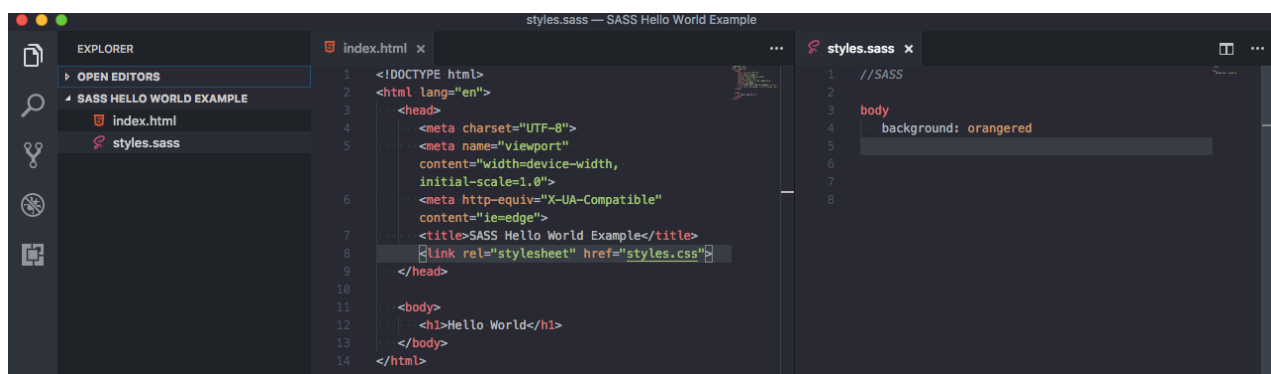 styles.sass — SASS Hello World Example
EXPLORER
OPEN EDITORS
SASS HELLO WORLD EXAMPLE
index.html
styles.sass
index.html ×
1 <!DOCTYPE html>
2 <html lang="en">
3 <head>
4 <meta charset="UTF-8">
5 <meta name="viewport"
content="width=device-width,
initial-scale=1.0">
6 <meta http-equiv="X-UA-Compatible"
content="ie=edge">
7 <title>SASS Hello World Example</title>
8 <link rel="stylesheet" href="styles.css">
9 </head>
10
11 <body>
12 <h1>Hello World</h1>
13 </body>
14 </html>
styles.sass ×
1 //SASS
2
3 body
4 background: orangered
5
6
7
8